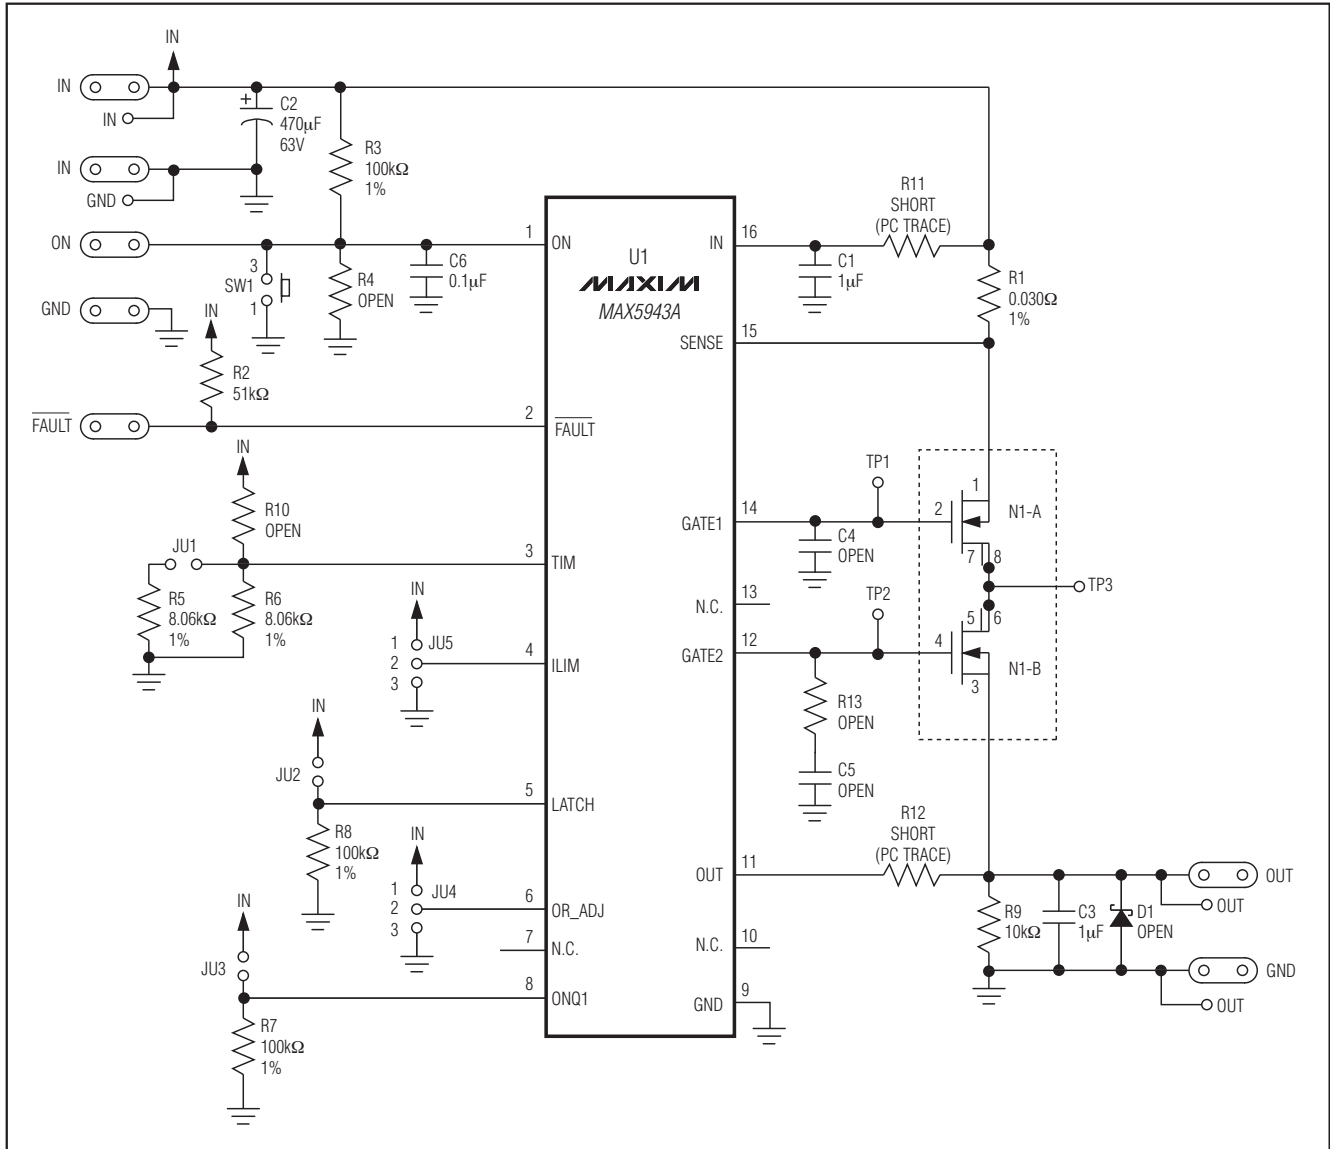 IN
IN
IN
C2
470µF
63V
+
R3
100kΩ
1%
IN
GND
ON
SW1
3
1
R4
OPEN
C6
0.1µF
GND
IN
R2
51kΩ
FAULT
IN
R10
OPEN
JU1
R5
8.06kΩ
1%
R6
8.06kΩ
1%
IN
1
2
3
JU5
IN
JU2
R8
100kΩ
1%
IN
1
2
3
JU4
IN
JU3
R7
100kΩ
1%
1
ON
2
FAULT
3
TIM
4
ILIM
5
LATCH
6
OR_ADJ
7
N.C.
8
ONQ1
U1
MAXIM
MAX5943A
IN
16
SENSE
15
GATE1
14
N.C.
13
GATE2
12
OUT
11
N.C.
10
GND
9
R11
SHORT
(PC TRACE)
C1
1µF
R1
0.030Ω
1%
TP1
C4
OPEN
TP2
1
2
N1-A
7
8
TP3
5
6
4
N1-B
3
R13
OPEN
C5
OPEN
R12
SHORT
(PC TRACE)
R9
10kΩ
C3
1µF
D1
OPEN
OUT
OUT
GND
OUT